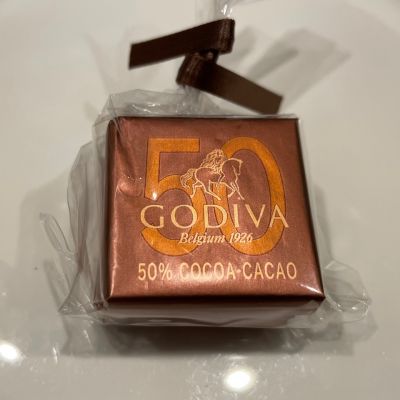 50
GODIVA
Belgium 1926
50% COCOA-CACAO